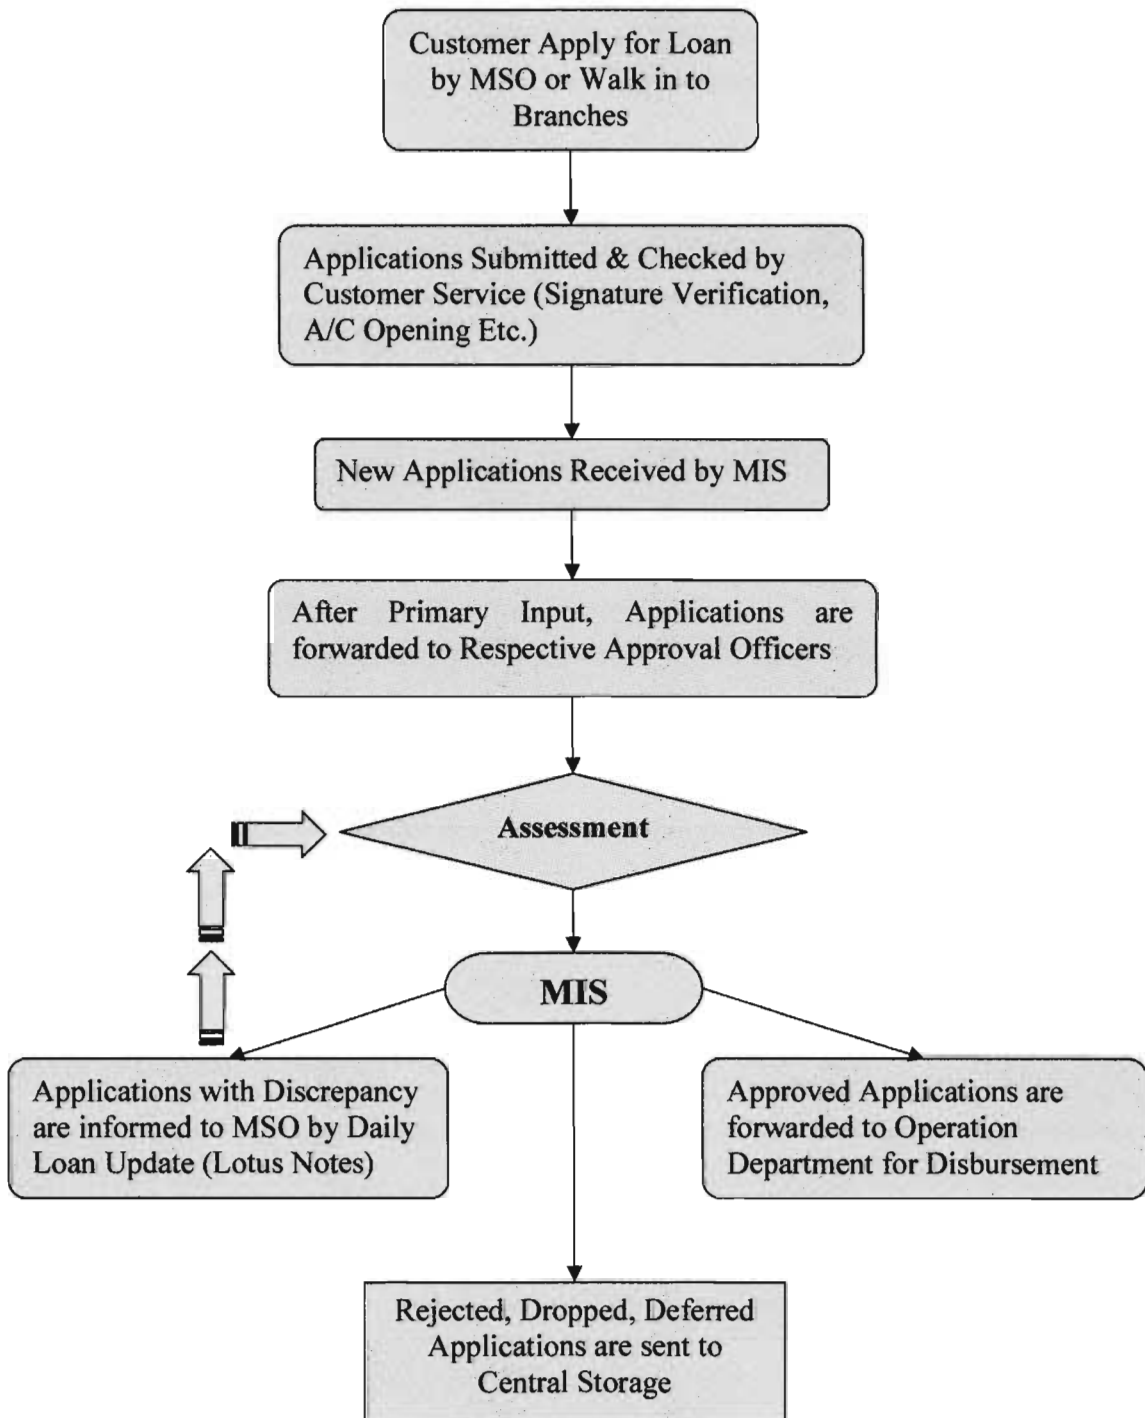 Customer Apply for Loan
by MSO or Walk in to
Branches
Applications Submitted & Checked by
Customer Service (Signature Verification,
A/C Opening Etc.)
New Applications Received by MIS
After Primary Input, Applications are
forwarded to Respective Approval Officers
Assessment
MIS
Applications with Discrepancy
are informed to MSO by Daily
Loan Update (Lotus Notes)
Approved Applications are
forwarded to Operation
Department for Disbursement
Rejected, Dropped, Deferred
Applications are sent to
Central Storage